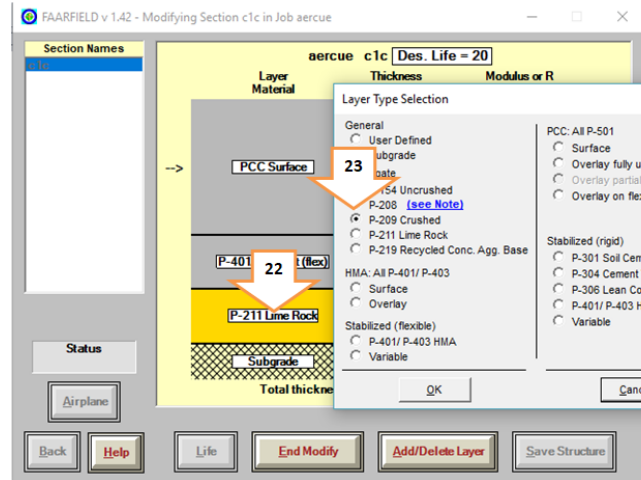 FAARFIELD v 1.42 - Modifying Section c1c in Job aercue
Section Names
c1c
aercue c1c Des. Life = 20
Layer Material
Thickness
Modulus or R
-->
PCC Surface
P-401
t (flex)
22
P-211 Lime Rock
Subgrade
Total
Layer Type Selection
General
User Defined
ubgrade
23
Uncrushed
P-208 (see Note)
P-209 Crushed
P-211 Lime Rock
P-219 Recycled Conc. Agg. Base
HMA: All P-401/ P-403
Surface
Overlay
Stabilized (flexible)
P-401/ P-403 HMA
Variable
PCC: All P-501
Surface
Overlay fully u
Overlay partial
Overlay on fle
Stabilized (rigid)
P-301 Soil Cem
P-304 Cement
P-306 Lean Co
P-401/ P-403 H
Variable
OK
Canc
Status
Airplane
Back
Help
Life
End Modify
Add/Delete Layer
Save Structure